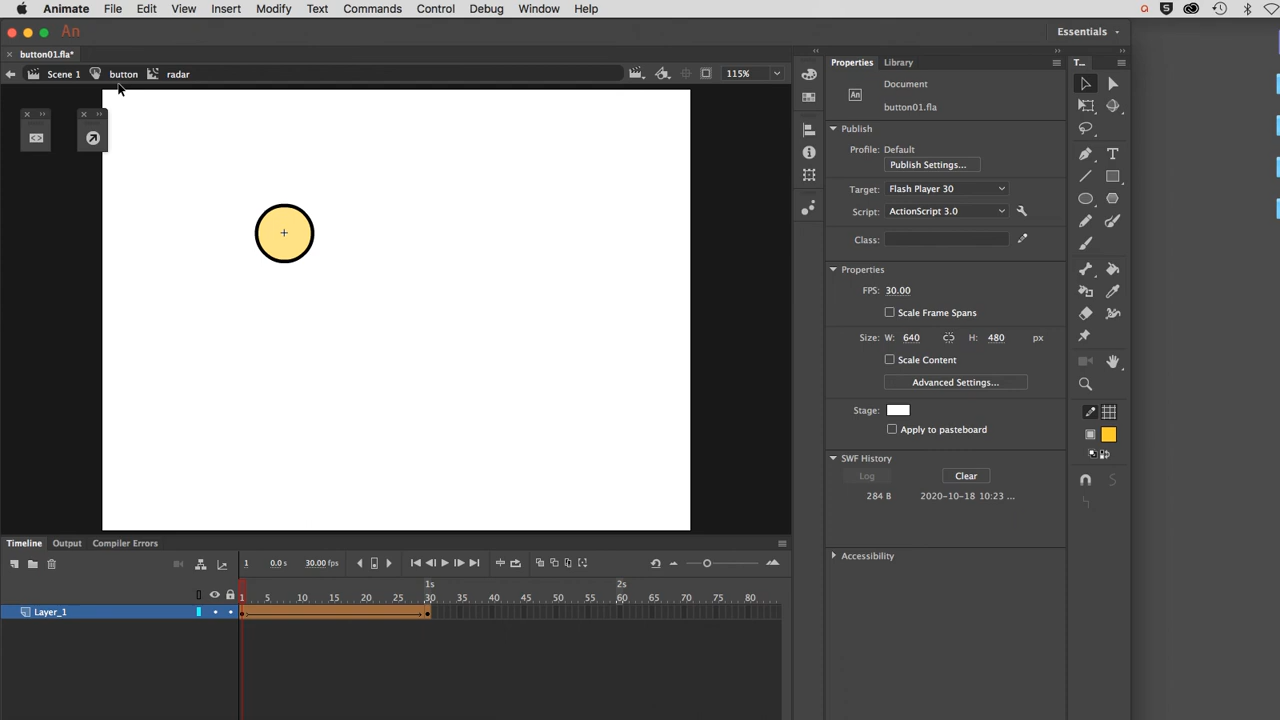 Animate File Edit View Insert Modify Text Commands Control Debug Window Help
An Essentials
button01.fla*
Scene 1 button radar 115%
Properties Library T...
Document
An
button01.fla
Publish
Profile: Default
Publish Settings...
Target: Flash Player 30
Script: ActionScript 3.0
Class:
Properties
FPS: 30.00
Scale Frame Spans
Size: W: 640 H: 480 px
Scale Content
Advanced Settings...
Stage:
Apply to pasteboard
SWF History
Log Clear
284 B 2020-10-18 10:23 ...
Accessibility
Timeline Output Compiler Errors
1 0.0 s 30.00 fps
1s 2s
1 5 10 15 20 25 30 35 40 45 50 55 60 65 70 75 80
Layer_1